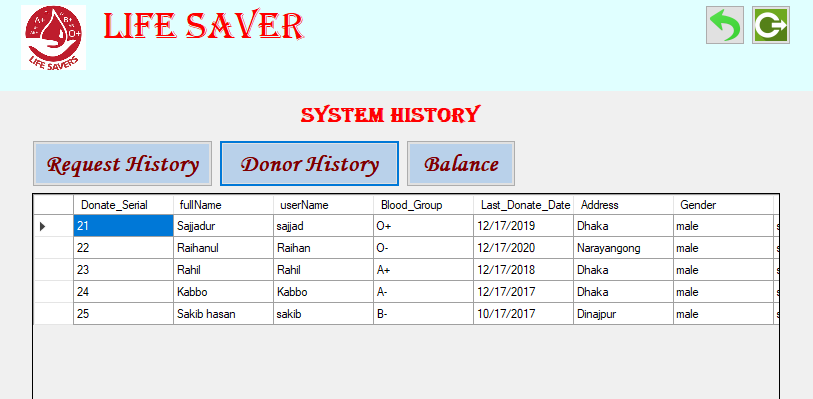 A+ B+
O+
LIFE SAVERS
LIFE SAVER
SYSTEM HISTORY
Request History Donor History Balance
Donate_Serial fullName userName Blood_Group Last_Donate_Date Address Gender
21 Sajjadur sajjad O+ 12/17/2019 Dhaka male
22 Raihanul Raihan O- 12/17/2020 Narayangong male
23 Rahil Rahil A+ 12/17/2018 Dhaka male
24 Kabbo Kabbo A- 12/17/2017 Dhaka male
25 Sakib hasan sakib B- 10/17/2017 Dinajpur male